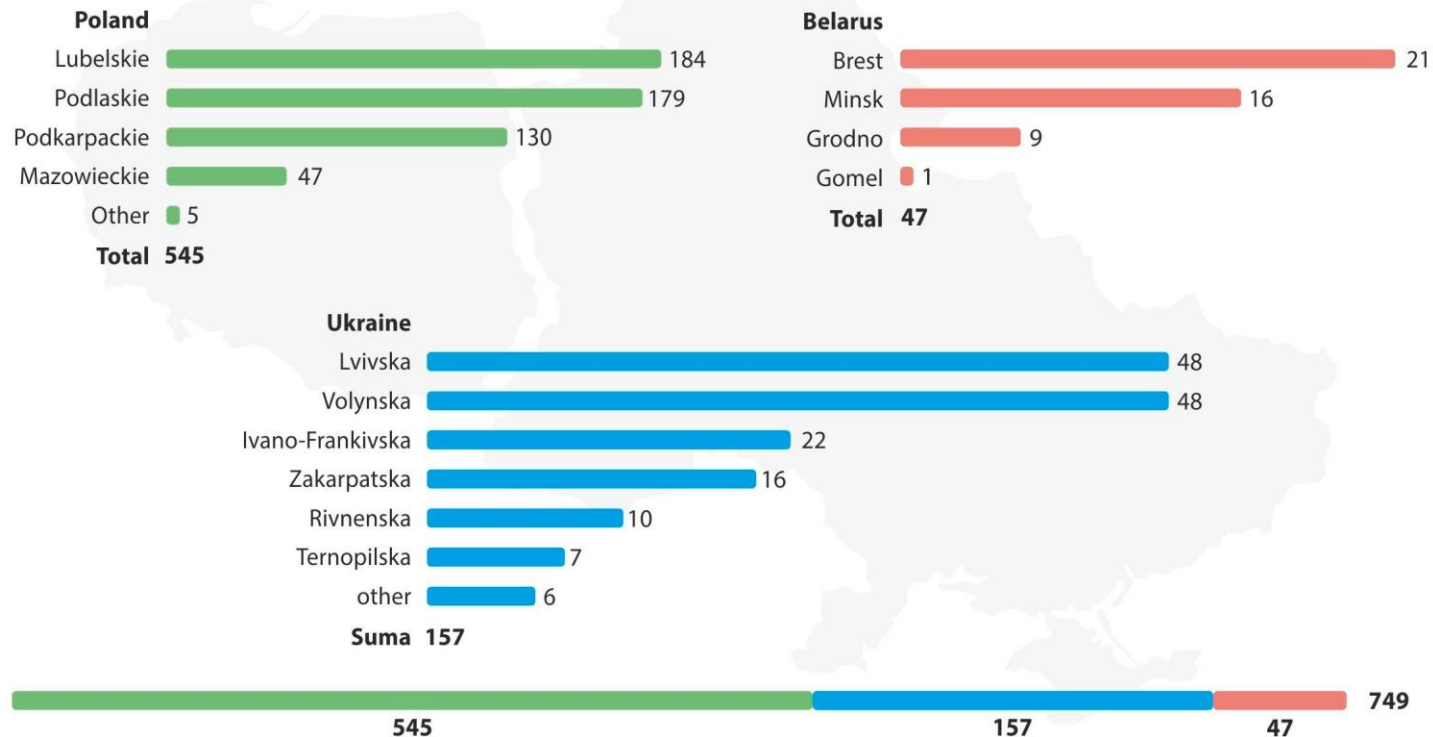 Poland
Lubelskie 184
Podlaskie 179
Podkarpackie 130
Mazowieckie 47
Other 5
Total 545
Belarus
Brest 21
Minsk 16
Grodno 9
Gomel 1
Total 47
Ukraine
Lvivska 48
Volynska 48
Ivano-Frankivska 22
Zakarpatska 16
Rivnenska 10
Ternopilska 7
other 6
Suma 157
749
545 157 47